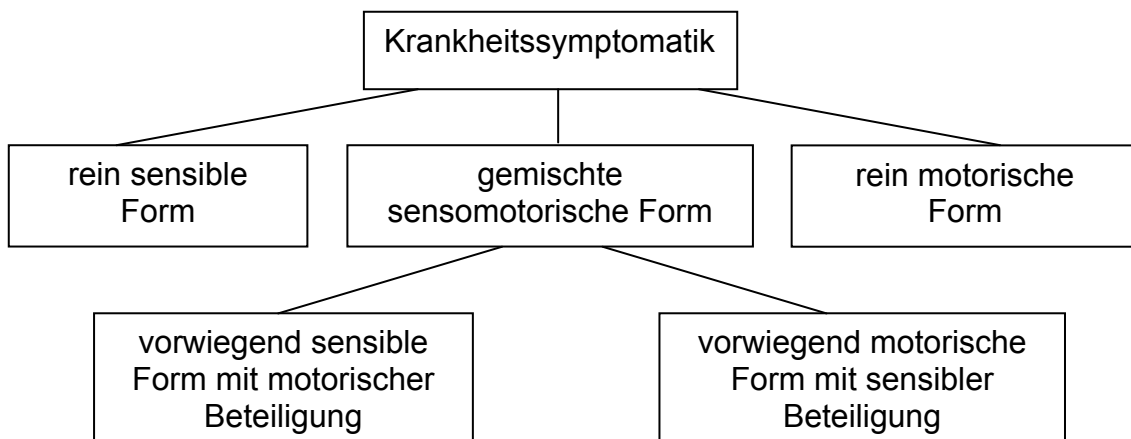 Krankheitssymptomatik
rein sensible
Form
gemischte
sensomotorische Form
rein motorische
Form
vorwiegend sensible
Form mit motorischer
Beteiligung
vorwiegend motorische
Form mit sensibler
Beteiligung